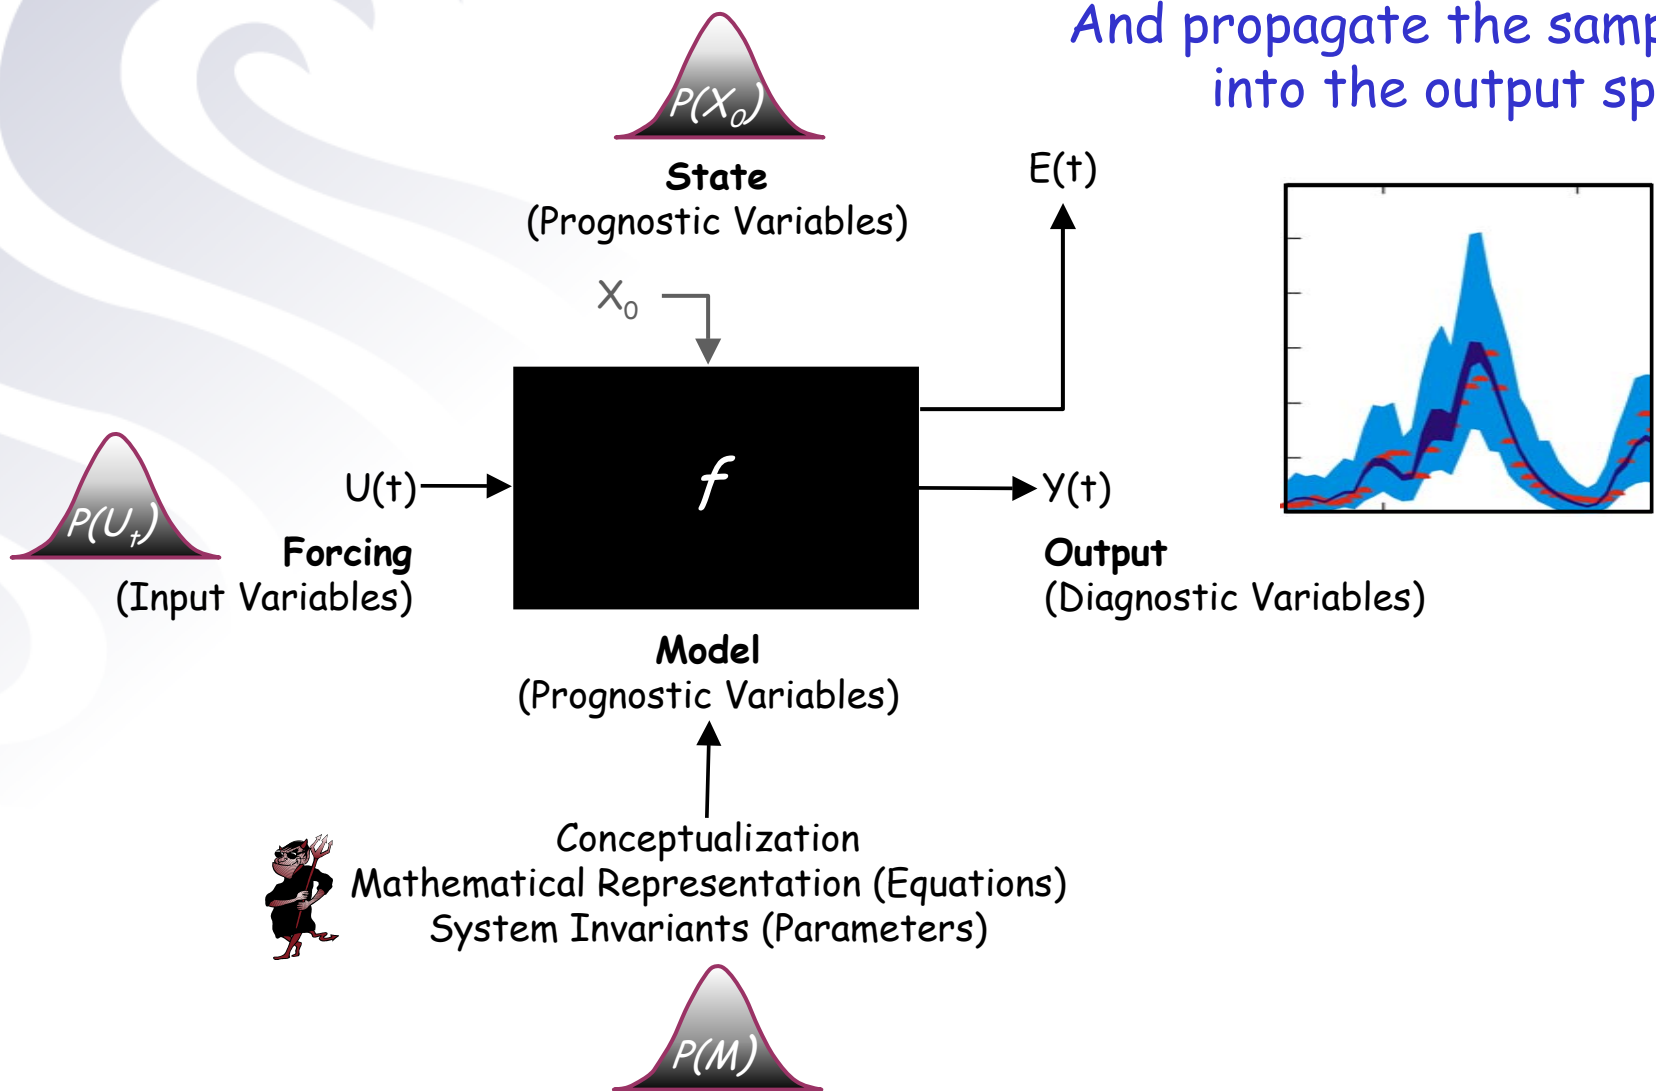 And propagate the samp
into the output sp
P(X₀)
State
(Prognostic Variables)
E(t)
X₀
f
U(t)
Y(t)
P(Uₜ)
Forcing
(Input Variables)
Output
(Diagnostic Variables)
Model
(Prognostic Variables)
Conceptualization
Mathematical Representation (Equations)
System Invariants (Parameters)
P(M)